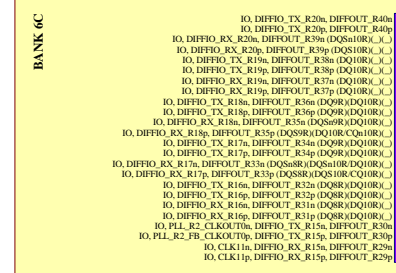 BANK 6C
IO, DIFFIO_TX_R20n, DIFFOUT_R40n
IO, DIFFIO_TX_R20p, DIFFOUT_R40p
IO, DIFFIO_RX_R20n, DIFFOUT_R39n (DQSn10R)(_)(_)
IO, DIFFIO_RX_R20p, DIFFOUT_R39p (DQS10R)(_)(_)
IO, DIFFIO_TX_R19n, DIFFOUT_R38n (DQ10R)(_)(_)
IO, DIFFIO_TX_R19p, DIFFOUT_R38p (DQ10R)(_)(_)
IO, DIFFIO_RX_R19n, DIFFOUT_R37n (DQ10R)(_)(_)
IO, DIFFIO_RX_R19p, DIFFOUT_R37p (DQ10R)(_)(_)
IO, DIFFIO_TX_R18n, DIFFOUT_R36n (DQ9R)(DQ10R)(_)
IO, DIFFIO_TX_R18p, DIFFOUT_R36p (DQ9R)(DQ10R)(_)
IO, DIFFIO_RX_R18n, DIFFOUT_R35n (DQSn9R)(DQ10R)(_)
IO, DIFFIO_RX_R18p, DIFFOUT_R35p (DQS9R)(DQ10R/CQn10R)(_)
IO, DIFFIO_TX_R17n, DIFFOUT_R34n (DQ9R)(DQ10R)(_)
IO, DIFFIO_TX_R17p, DIFFOUT_R34p (DQ9R)(DQ10R)(_)
IO, DIFFIO_RX_R17n, DIFFOUT_R33n (DQSn8R)(DQSn10R/DQ10R)(_)
IO, DIFFIO_RX_R17p, DIFFOUT_R33p (DQS8R)(DQS10R/CQ10R)(_)
IO, DIFFIO_TX_R16n, DIFFOUT_R32n (DQ8R)(DQ10R)(_)
IO, DIFFIO_TX_R16p, DIFFOUT_R32p (DQ8R)(DQ10R)(_)
IO, DIFFIO_RX_R16n, DIFFOUT_R31n (DQ8R)(DQ10R)(_)
IO, DIFFIO_RX_R16p, DIFFOUT_R31p (DQ8R)(DQ10R)(_)
IO, PLL_R2_CLKOUT0n, DIFFIO_TX_R15n, DIFFOUT_R30n
IO, PLL_R2_FB_CLKOUT0p, DIFFIO_TX_R15p, DIFFOUT_R30p
IO, CLK11n, DIFFIO_RX_R15n, DIFFOUT_R29n
IO, CLK11p, DIFFIO_RX_R15p, DIFFOUT_R29p